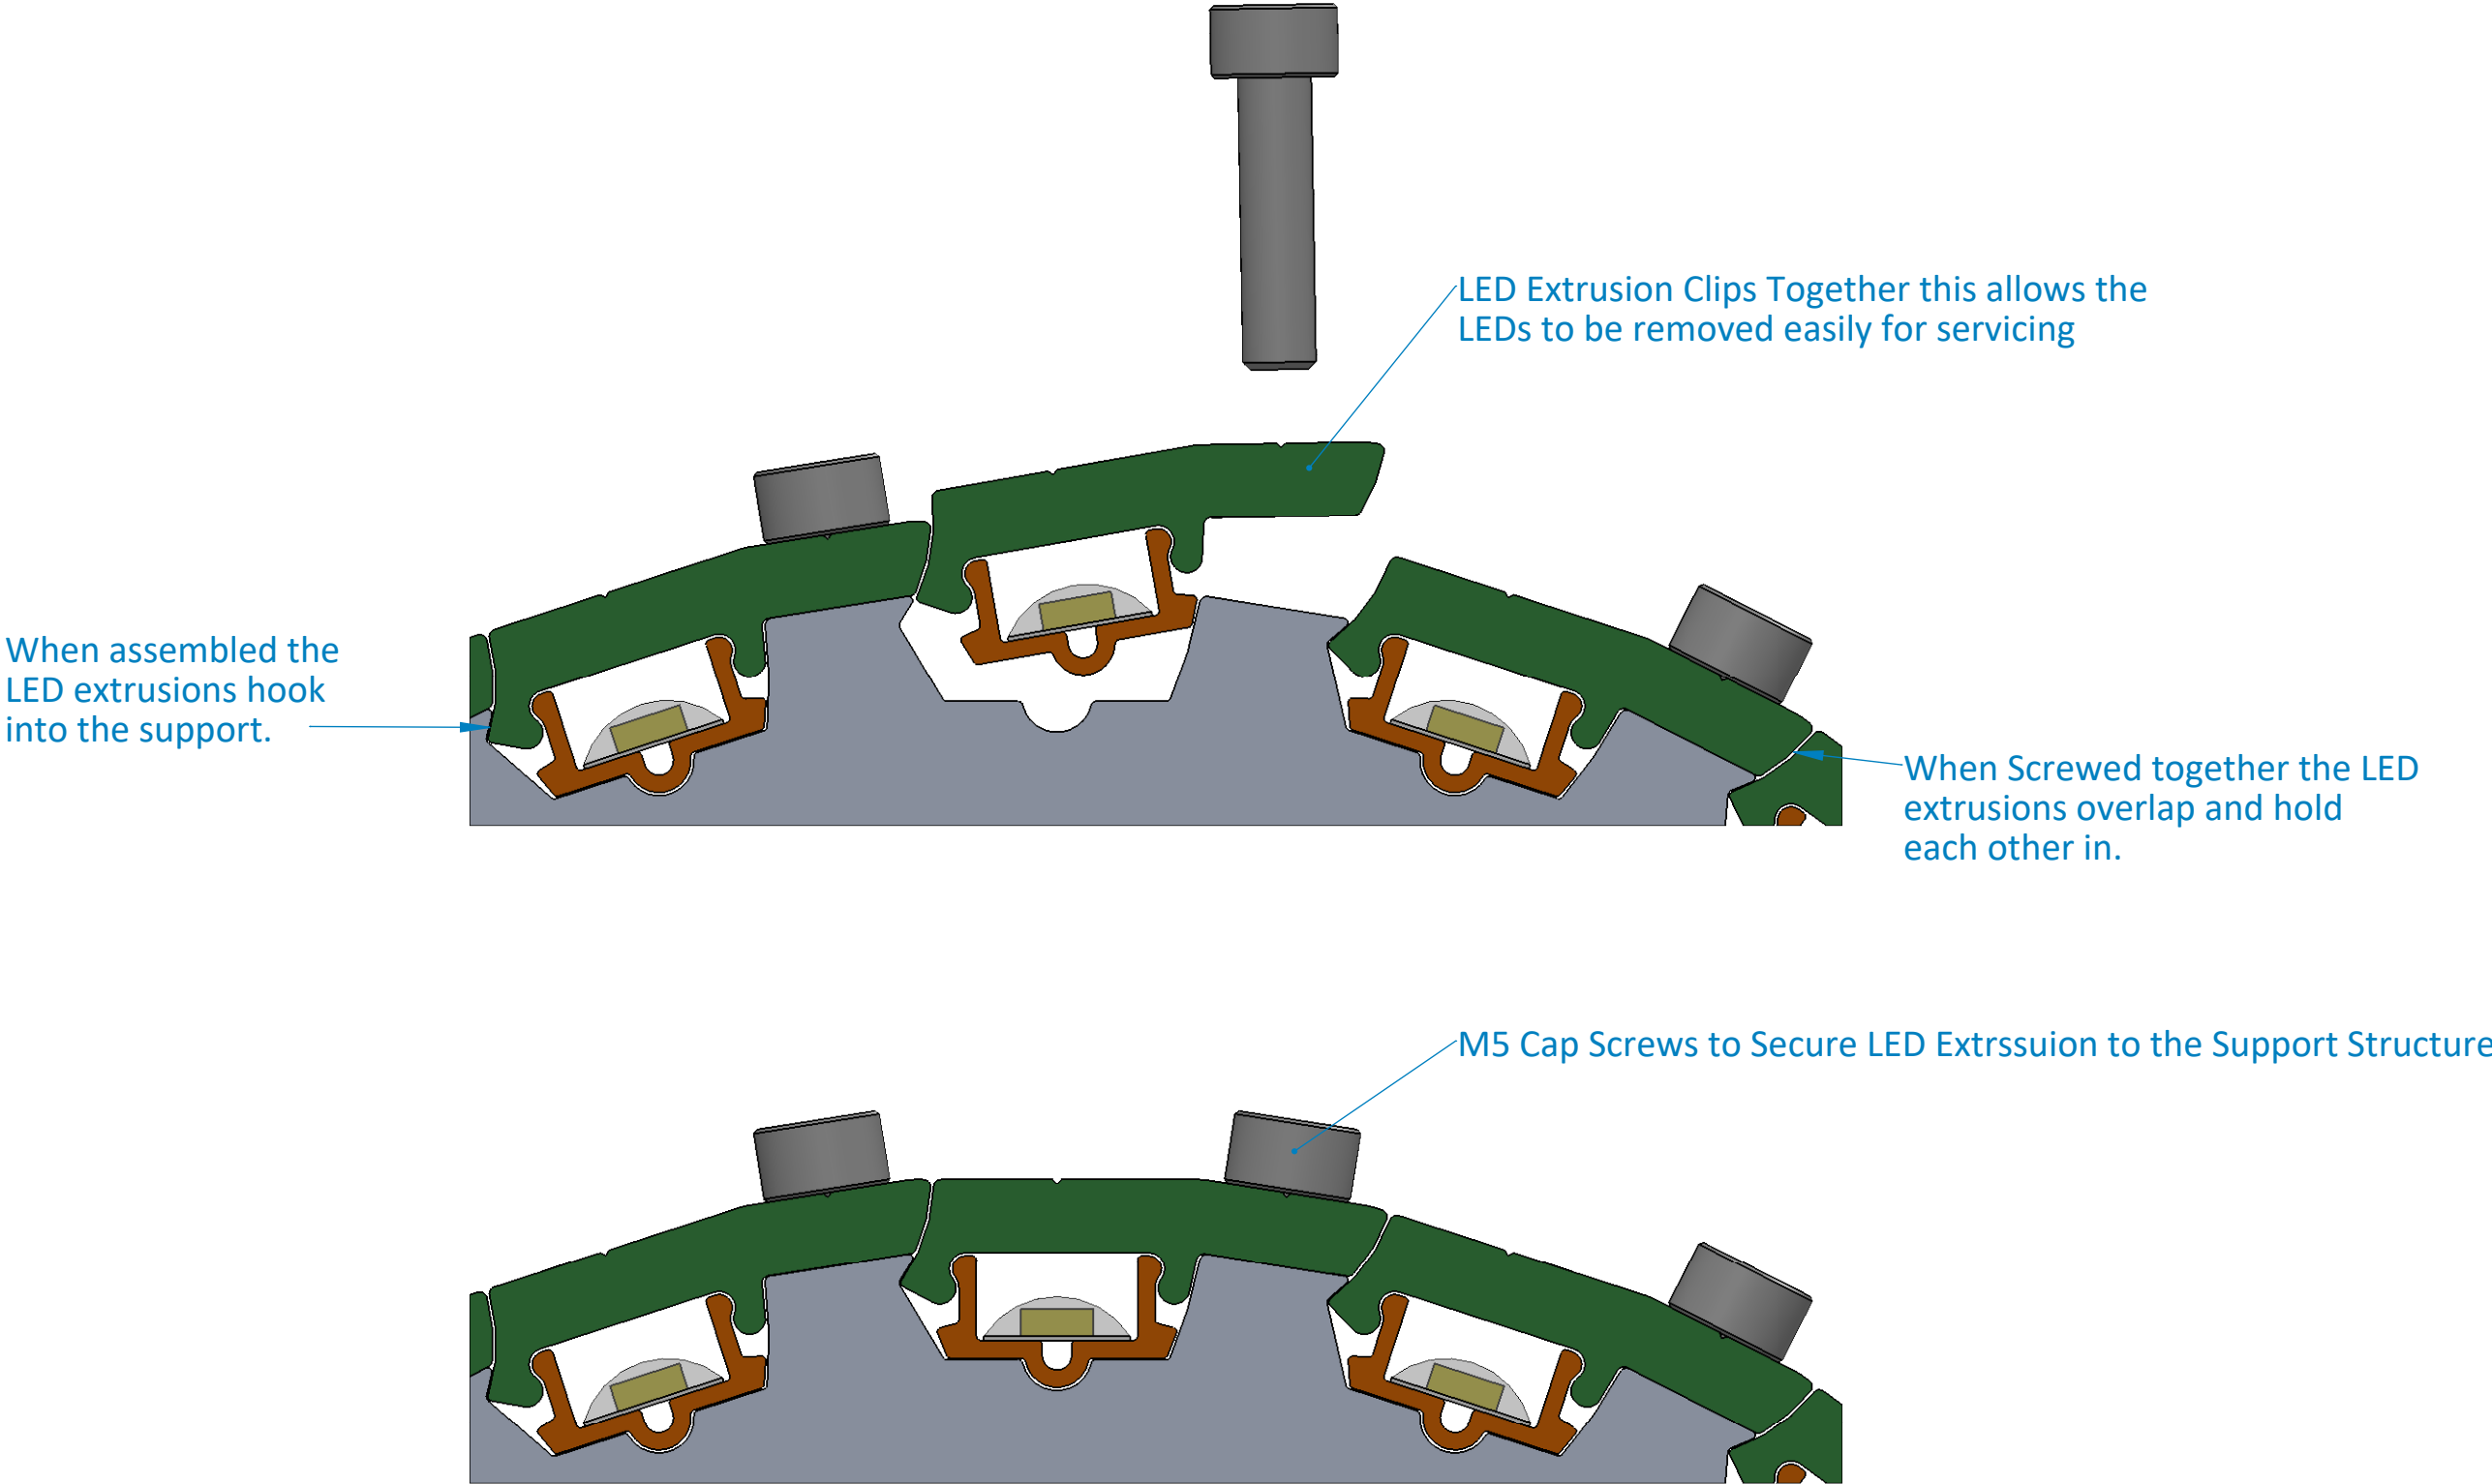 LED Extrusion Clips Together this allows the
LEDs to be removed easily for servicing
When assembled the
LED extrusions hook
into the support.
When Screwed together the LED
extrusions overlap and hold
each other in.
M5 Cap Screws to Secure LED Extrssuion to the Support Structure